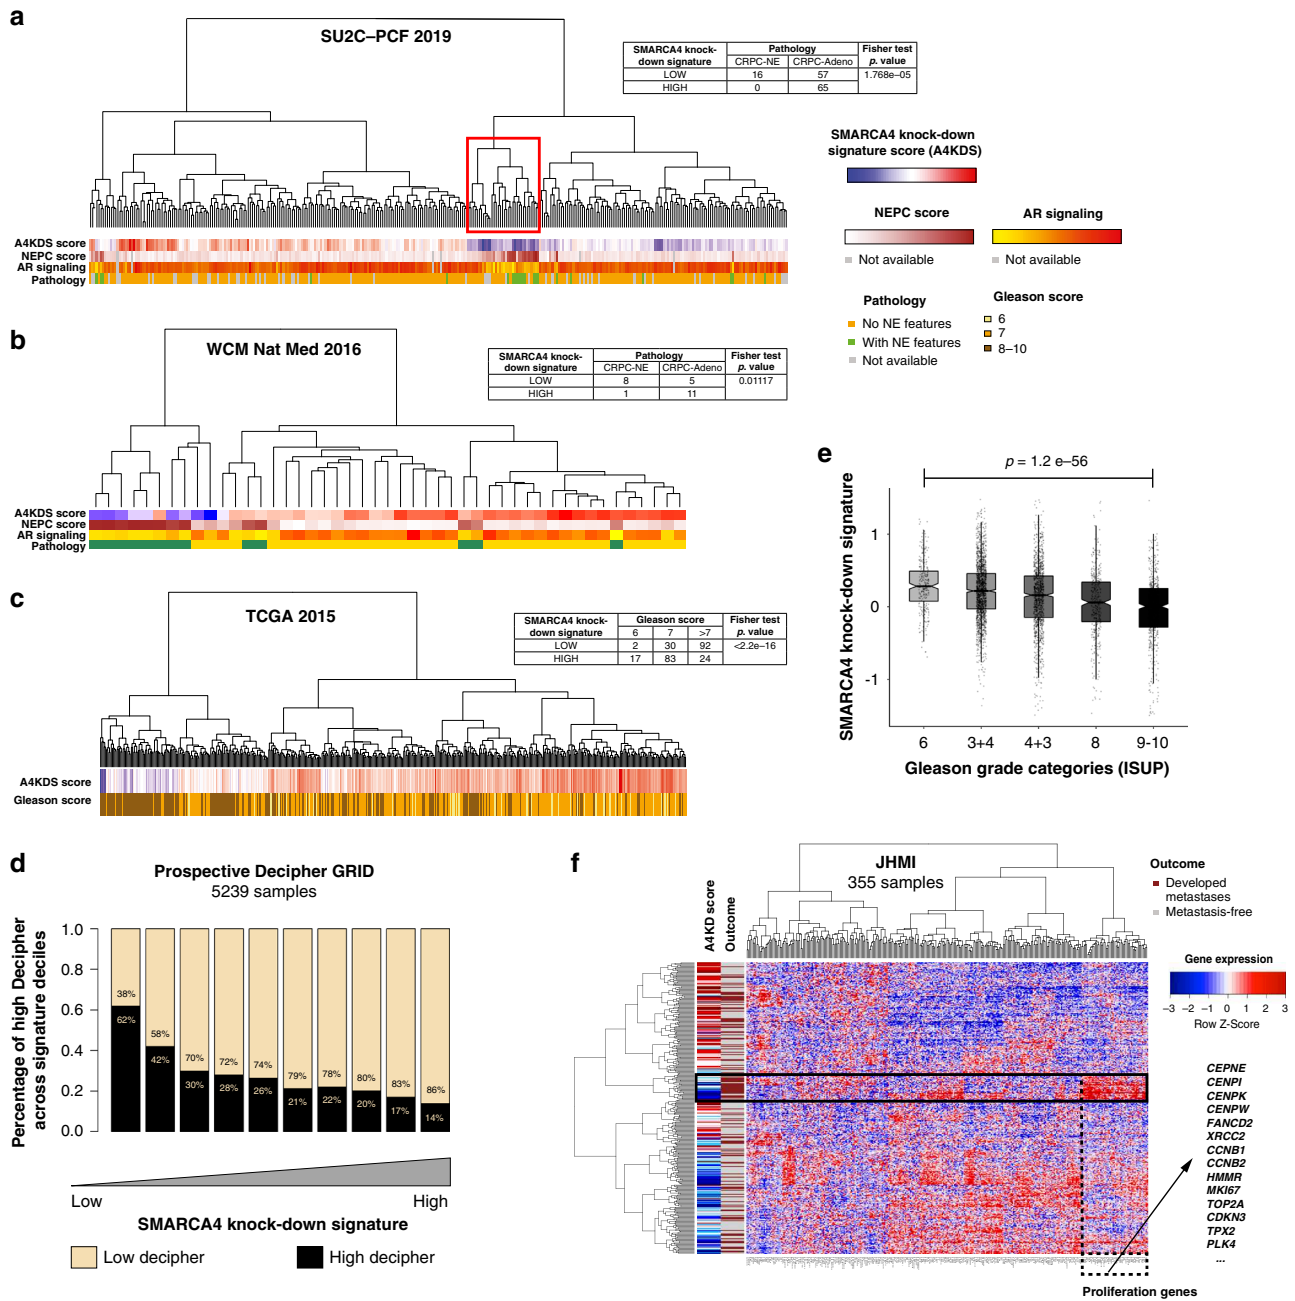 a
SU2C–PCF 2019
SMARCA4 knock-down signature
Pathology
Fisher test p. value
CRPC-NE
CRPC-Adeno
LOW 16 57 1.768e–05
HIGH 0 65
A4KDS score
NEPC score
AR signaling
Pathology
SMARCA4 knock-down
signature score (A4KDS)
NEPC score
AR signaling
Not available
Not available
Pathology
No NE features
With NE features
Not available
Gleason score
6
7
8–10
b
WCM Nat Med 2016
SMARCA4 knock-down signature
Pathology
Fisher test p. value
CRPC-NE
CRPC-Adeno
LOW 8 5 0.01117
HIGH 1 11
A4KDS score
NEPC score
AR signaling
Pathology
c
TCGA 2015
SMARCA4 knock-down signature
Gleason score
Fisher test p. value
6 7 >7
LOW 2 30 92 <2.2e–16
HIGH 17 83 24
A4KDS score
Gleason score
e
p = 1.2 e–56
SMARCA4 knock-down signature
1
0
-1
6 3+4 4+3 8 9-10
Gleason grade categories (ISUP)
d
Prospective Decipher GRID
5239 samples
Percentage of high Decipher
across signature deciles
1.0
0.8
0.6
0.4
0.2
0.0
38% 58% 70% 72% 74% 79% 78% 80% 83% 86%
62% 42% 30% 28% 26% 21% 22% 20% 17% 14%
Low
High
SMARCA4 knock-down signature
Low decipher
High decipher
f
JHMI
355 samples
A4KD score
Outcome
Outcome
Developed
metastases
Metastasis-free
Gene expression
−3 −2 −1 0 1 2 3
Row Z-Score
CEPNE
CENPI
CENPK
CENPW
FANCD2
XRCC2
CCNB1
CCNB2
HMMR
MKI67
TOP2A
CDKN3
TPX2
PLK4
...
Proliferation genes